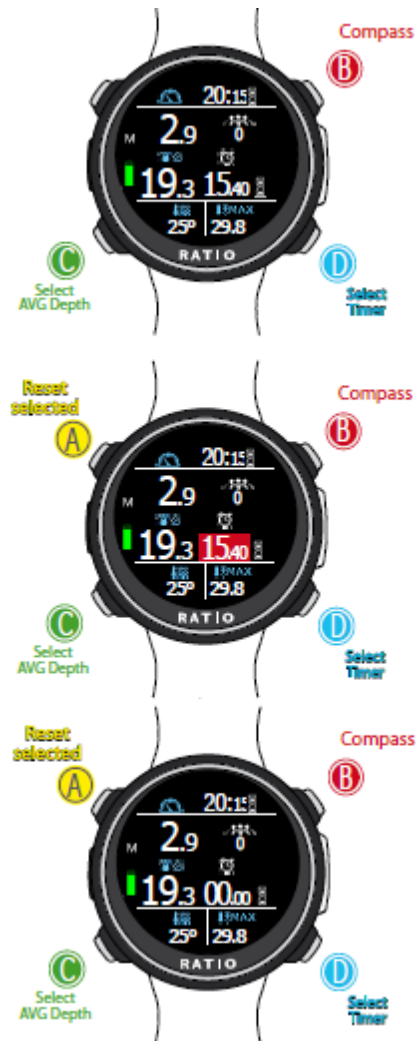 Compass
B
20:15
M
2.9
0
19.3 15.40
MAX
25° 29.8
RATIO
C
D
Select
AVG Depth
Select
Timer
Reset
selected
A
Compass
B
20:15
M
2.9
0
19.3 15.40
MAX
25° 29.8
RATIO
C
D
Select
AVG Depth
Select
Timer
Reset
selected
A
Compass
B
20:15
M
2.9
0
19.3 00.00
MAX
25° 29.8
RATIO
C
D
Select
AVG Depth
Select
Timer